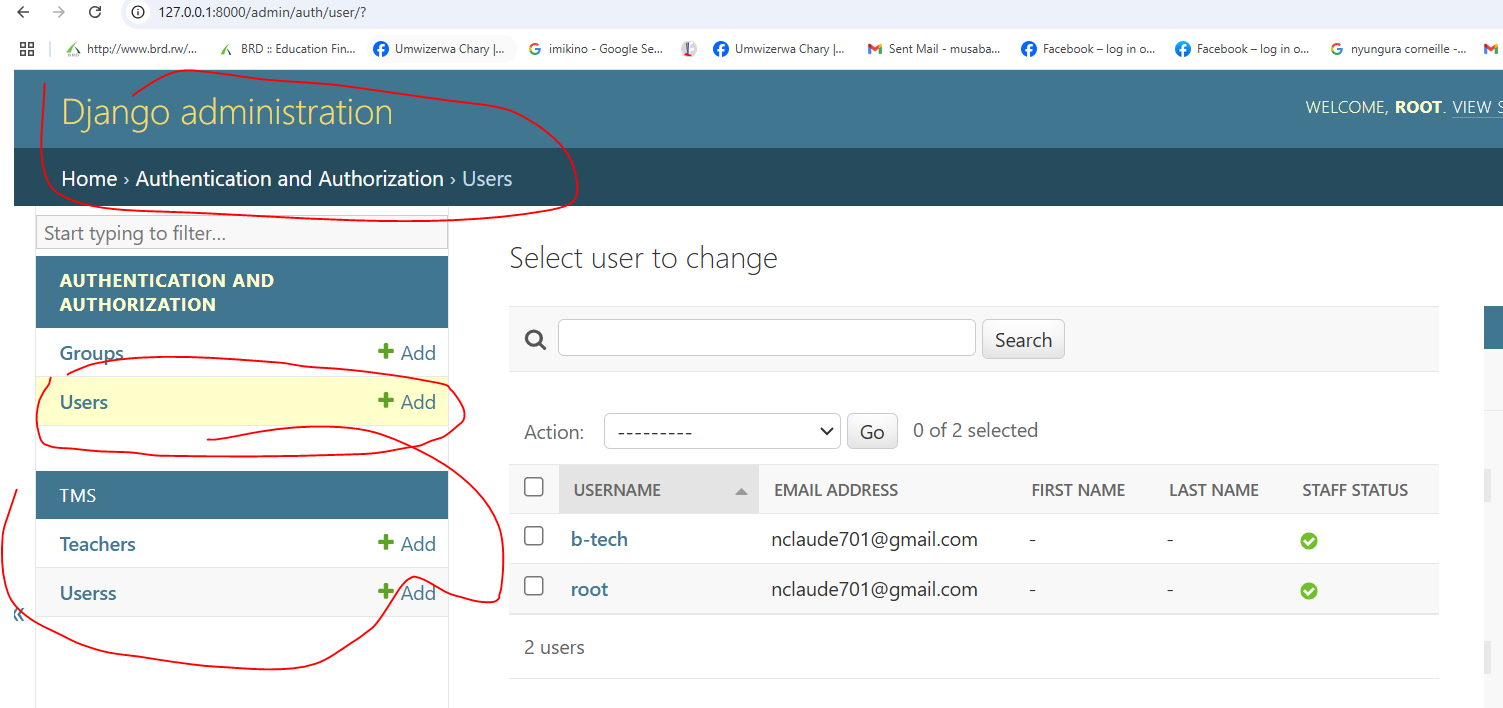 127.0.0.1:8000/admin/auth/user/?
http://www.brd.rw/... BRD :: Education Fin... Umwizerwa Chary |... imikino - Google Se... Umwizerwa Chary |... Sent Mail - musaba... Facebook – log in o... Facebook – log in o... nyungura corneille -...
Django administration
WELCOME, ROOT. VIEW S
Home › Authentication and Authorization › Users
Start typing to filter...
AUTHENTICATION AND
AUTHORIZATION
Groups + Add
Users + Add
TMS
Teachers + Add
Userss + Add
«
Select user to change
Search
Action: --------- Go 0 of 2 selected
USERNAME EMAIL ADDRESS FIRST NAME LAST NAME STAFF STATUS
b-tech nclaude701@gmail.com - -
root nclaude701@gmail.com - -
2 users